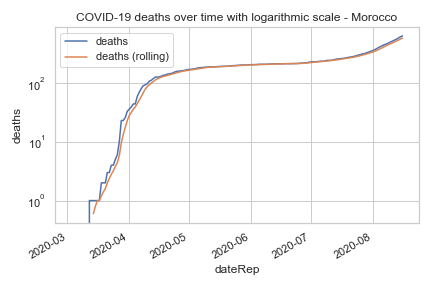 COVID-19 deaths over time with logarithmic scale - Morocco
deaths
deaths (rolling)
10²
10¹
10⁰
deaths
2020-03
2020-04
2020-05
2020-06
2020-07
2020-08
dateRep